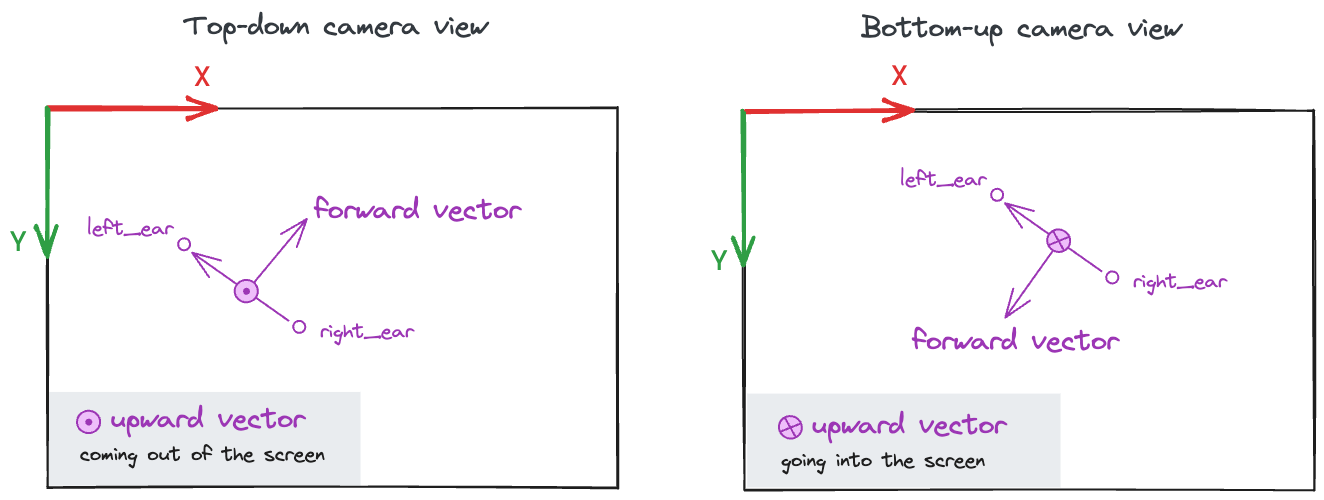 Top-down camera view
X
Y
left_ear
forward vector
right_ear
upward vector
coming out of the screen
Bottom-up camera view
X
Y
left_ear
right_ear
forward vector
upward vector
going into the screen